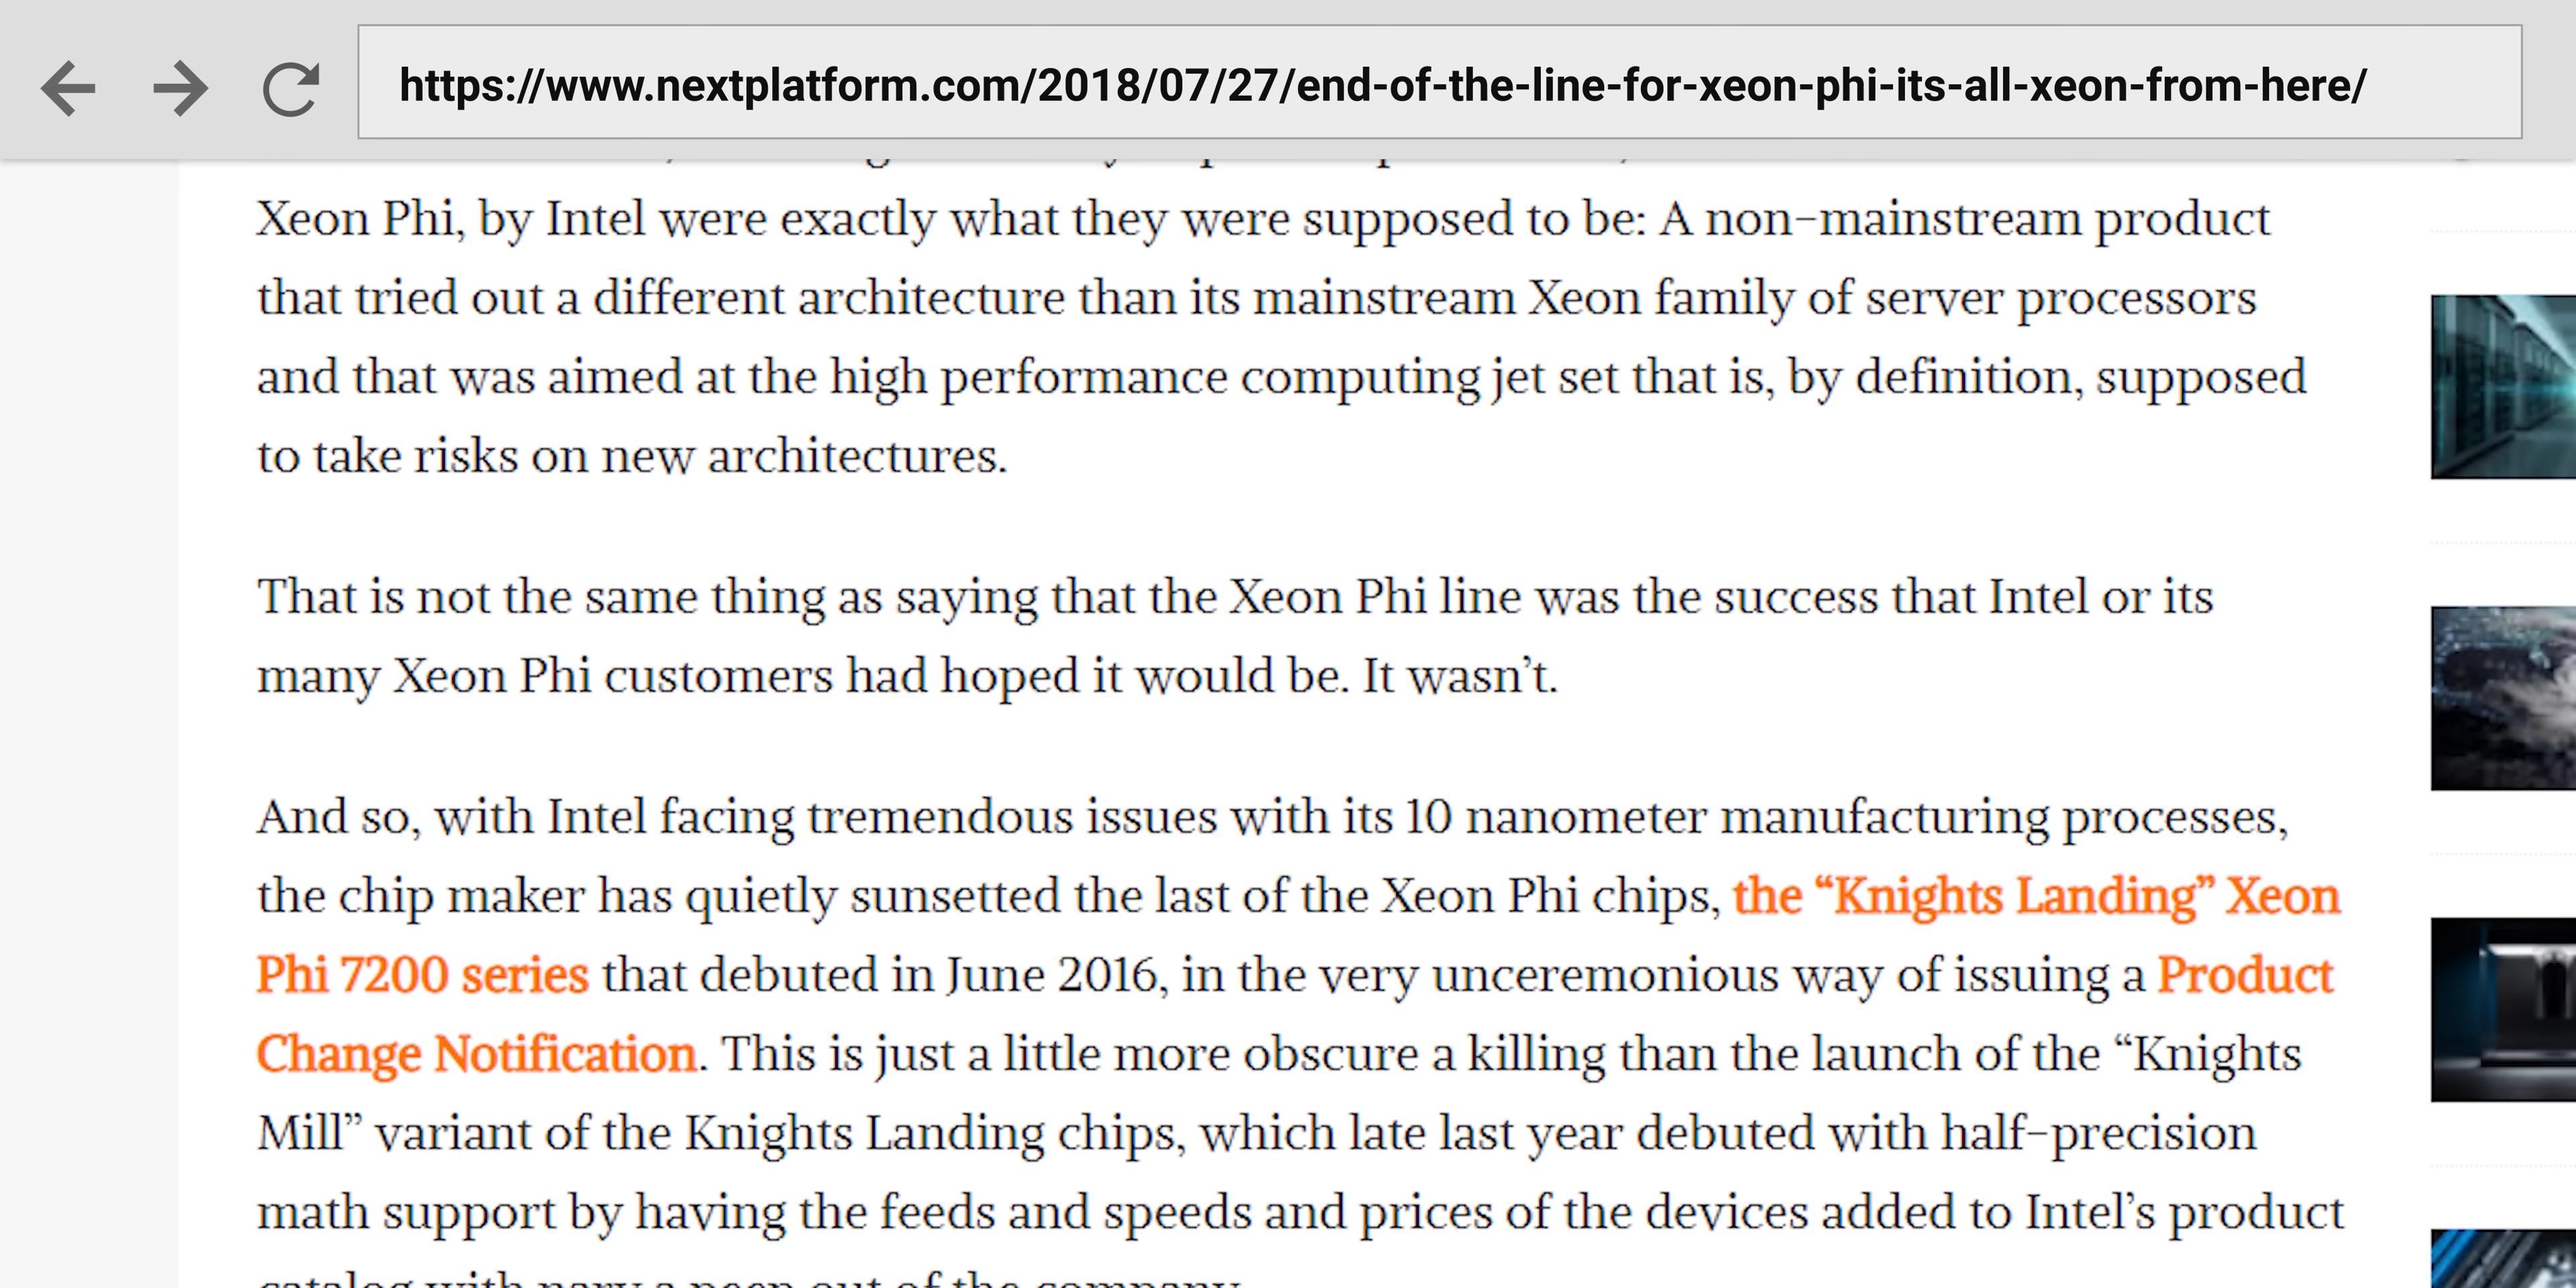 https://www.nextplatform.com/2018/07/27/end-of-the-line-for-xeon-phi-its-all-xeon-from-here/
Xeon Phi, by Intel were exactly what they were supposed to be: A non-mainstream product
that tried out a different architecture than its mainstream Xeon family of server processors
and that was aimed at the high performance computing jet set that is, by definition, supposed
to take risks on new architectures.
That is not the same thing as saying that the Xeon Phi line was the success that Intel or its
many Xeon Phi customers had hoped it would be. It wasn’t.
And so, with Intel facing tremendous issues with its 10 nanometer manufacturing processes,
the chip maker has quietly sunsetted the last of the Xeon Phi chips, the “Knights Landing” Xeon
Phi 7200 series that debuted in June 2016, in the very unceremonious way of issuing a Product
Change Notification. This is just a little more obscure a killing than the launch of the “Knights
Mill” variant of the Knights Landing chips, which late last year debuted with half-precision
math support by having the feeds and speeds and prices of the devices added to Intel’s product
catalog with nary a peep out of the company.